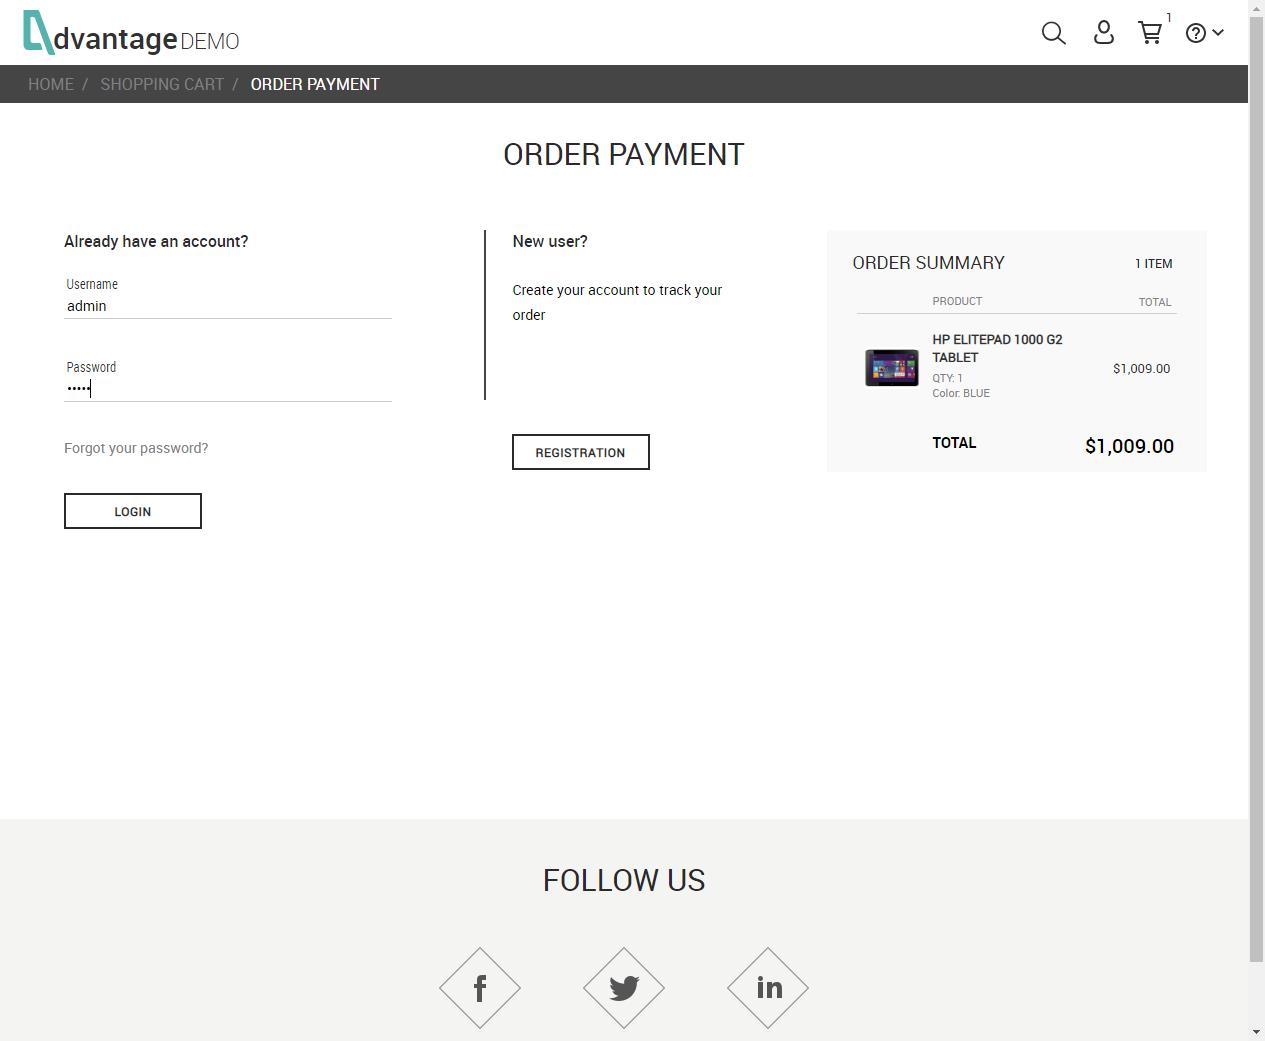 dvantage DEMO
1
HOME / SHOPPING CART / ORDER PAYMENT
ORDER PAYMENT
Already have an account?
Username
admin
Password
•••••
Forgot your password?
LOGIN
New user?
Create your account to track your
order
REGISTRATION
ORDER SUMMARY
1 ITEM
PRODUCT
TOTAL
HP ELITEPAD 1000 G2
TABLET
QTY: 1
Color: BLUE
$1,009.00
TOTAL
$1,009.00
FOLLOW US
f
in